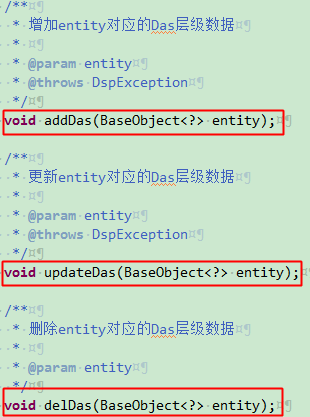 /**
* 增加entity对应的Das层级数据
*
* @param entity
* @throws DspException
*/
void addDas(BaseObject<?> entity);
/**
* 更新entity对应的Das层级数据
*
* @param entity
* @throws DspException
*/
void updateDas(BaseObject<?> entity);
/**
* 删除entity对应的Das层级数据
*
* @param entity
*/
void delDas(BaseObject<?> entity);